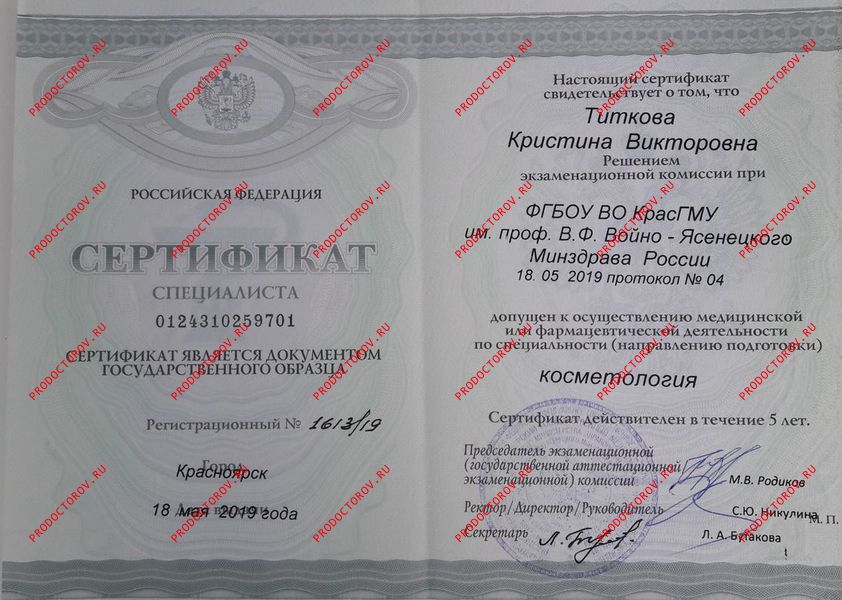 РОССИЙСКАЯ ФЕДЕРАЦИЯ
СЕРТИФИКАТ
СПЕЦИАЛИСТА
0124310259701
СЕРТИФИКАТ ЯВЛЯЕТСЯ ДОКУМЕНТОМ
ГОСУДАРСТВЕННОГО ОБРАЗЦА
Регистрационный № 1613/19
Город
Красноярск
18 мая 2019 года
Настоящий сертификат
свидетельствует о том, что
Титкова
Кристина Викторовна
Решением
экзаменационной комиссии при
ФГБОУ ВО КрасГМУ
им. проф. В.Ф. Войно - Ясенецкого
Минздрава России
18. 05 2019 протокол № 04
допущен к осуществлению медицинской
или фармацевтической деятельности
по специальности (направлению подготовки)
косметология
Сертификат действителен в течение 5 лет.
Председатель экзаменационной
(государственной аттестационной
экзаменационной) комиссии
М.В. Родиков
Ректор/Директор/Руководитель
С.Ю. Никулина
М. П.
Секретарь
Л. А. Бутакова
PRODOCTOROV.RU